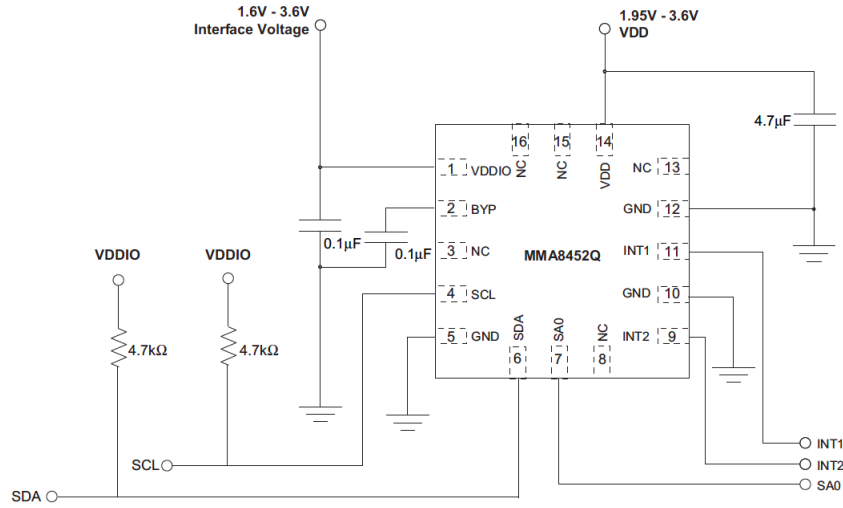 1.6V - 3.6V
Interface Voltage
1.95V - 3.6V
VDD
4.7µF
16
15
14
NC
NC
VDD
1
VDDIO
NC
13
2
BYP
GND
12
0.1µF
0.1µF
3
NC
MMA8452Q
INT1
11
VDDIO
VDDIO
4
SCL
GND
10
5
GND
SDA
SA0
NC
INT2
9
4.7kΩ
4.7kΩ
6
7
8
INT1
SCL
INT2
SA0
SDA